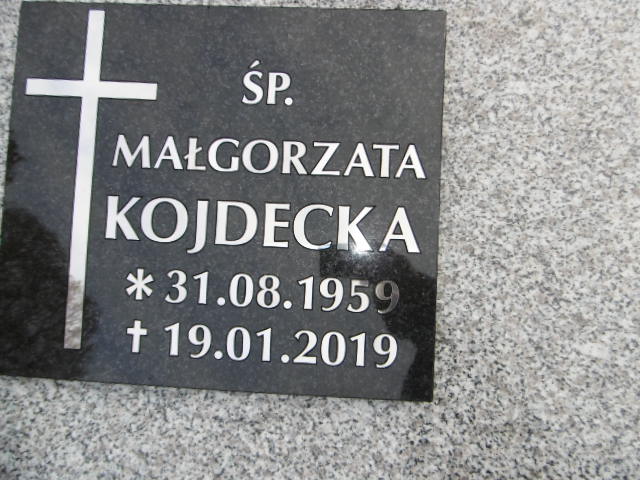 ŚP.
MAŁGORZATA
KOJDECKA
* 31.08.1959
✝ 19.01.2019